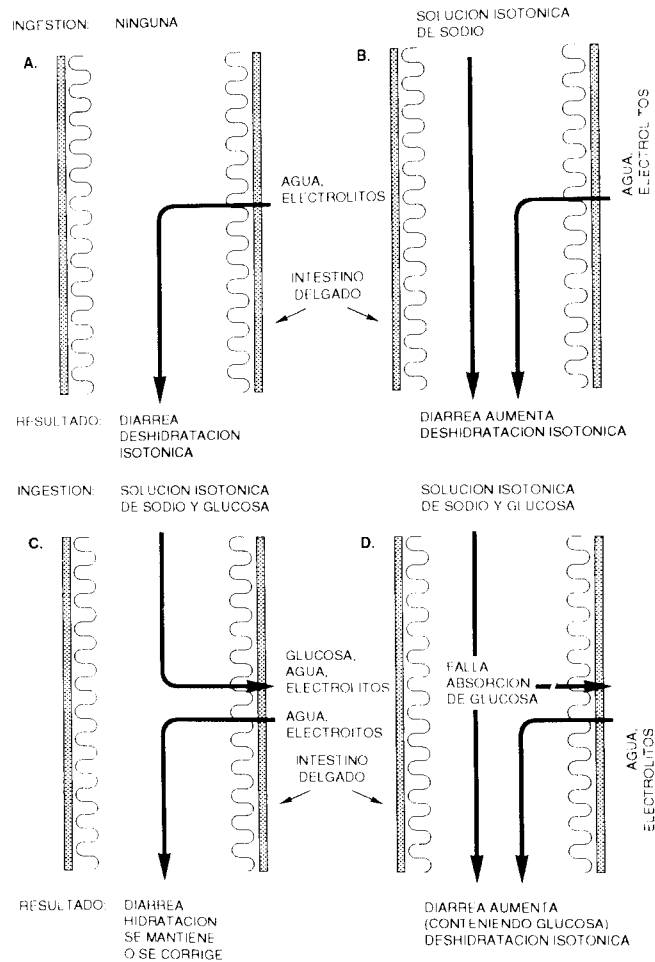 INGESTION: NINGUNA
SOLUCION ISOTONICA
DE SODIO
A.
B.
AGUA,
ELECTROLITOS
AGUA,
ELECTROLITOS
INTESTINO
DELGADO
RESULTADO: DIARREA
DESHIDRATACION
ISOTONICA
DIARREA AUMENTA
DESHIDRATACION ISOTONICA
INGESTION: SOLUCION ISOTONICA
DE SODIO Y GLUCOSA
SOLUCION ISOTONICA
DE SODIO Y GLUCOSA
C.
D.
GLUCOSA,
AGUA,
ELECTROLITOS
AGUA,
ELECTROITOS
INTESTINO
DELGADO
FALLA
ABSORCION
DE GLUCOSA
AGUA,
ELECTROLITOS
RESULTADO: DIARREA
HIDRATACION
SE MANTIENE
O SE CORRIGE
DIARREA AUMENTA
(CONTENIENDO GLUCOSA)
DESHIDRATACION ISOTONICA